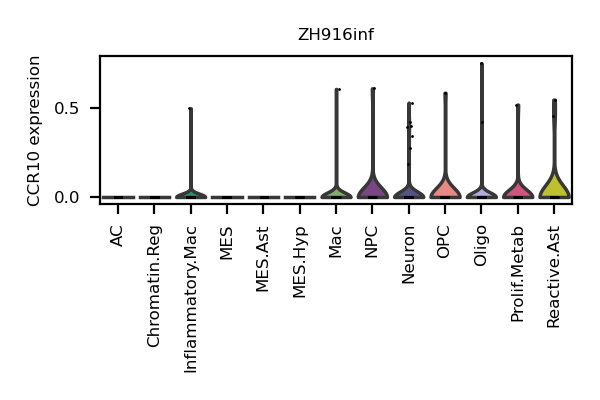 ZH916inf
CCR10 expression
0.5
0.0
AC
Chromatin.Reg
Inflammatory.Mac
MES
MES.Ast
MES.Hyp
Mac
NPC
Neuron
OPC
Oligo
Prolif.Metab
Reactive.Ast